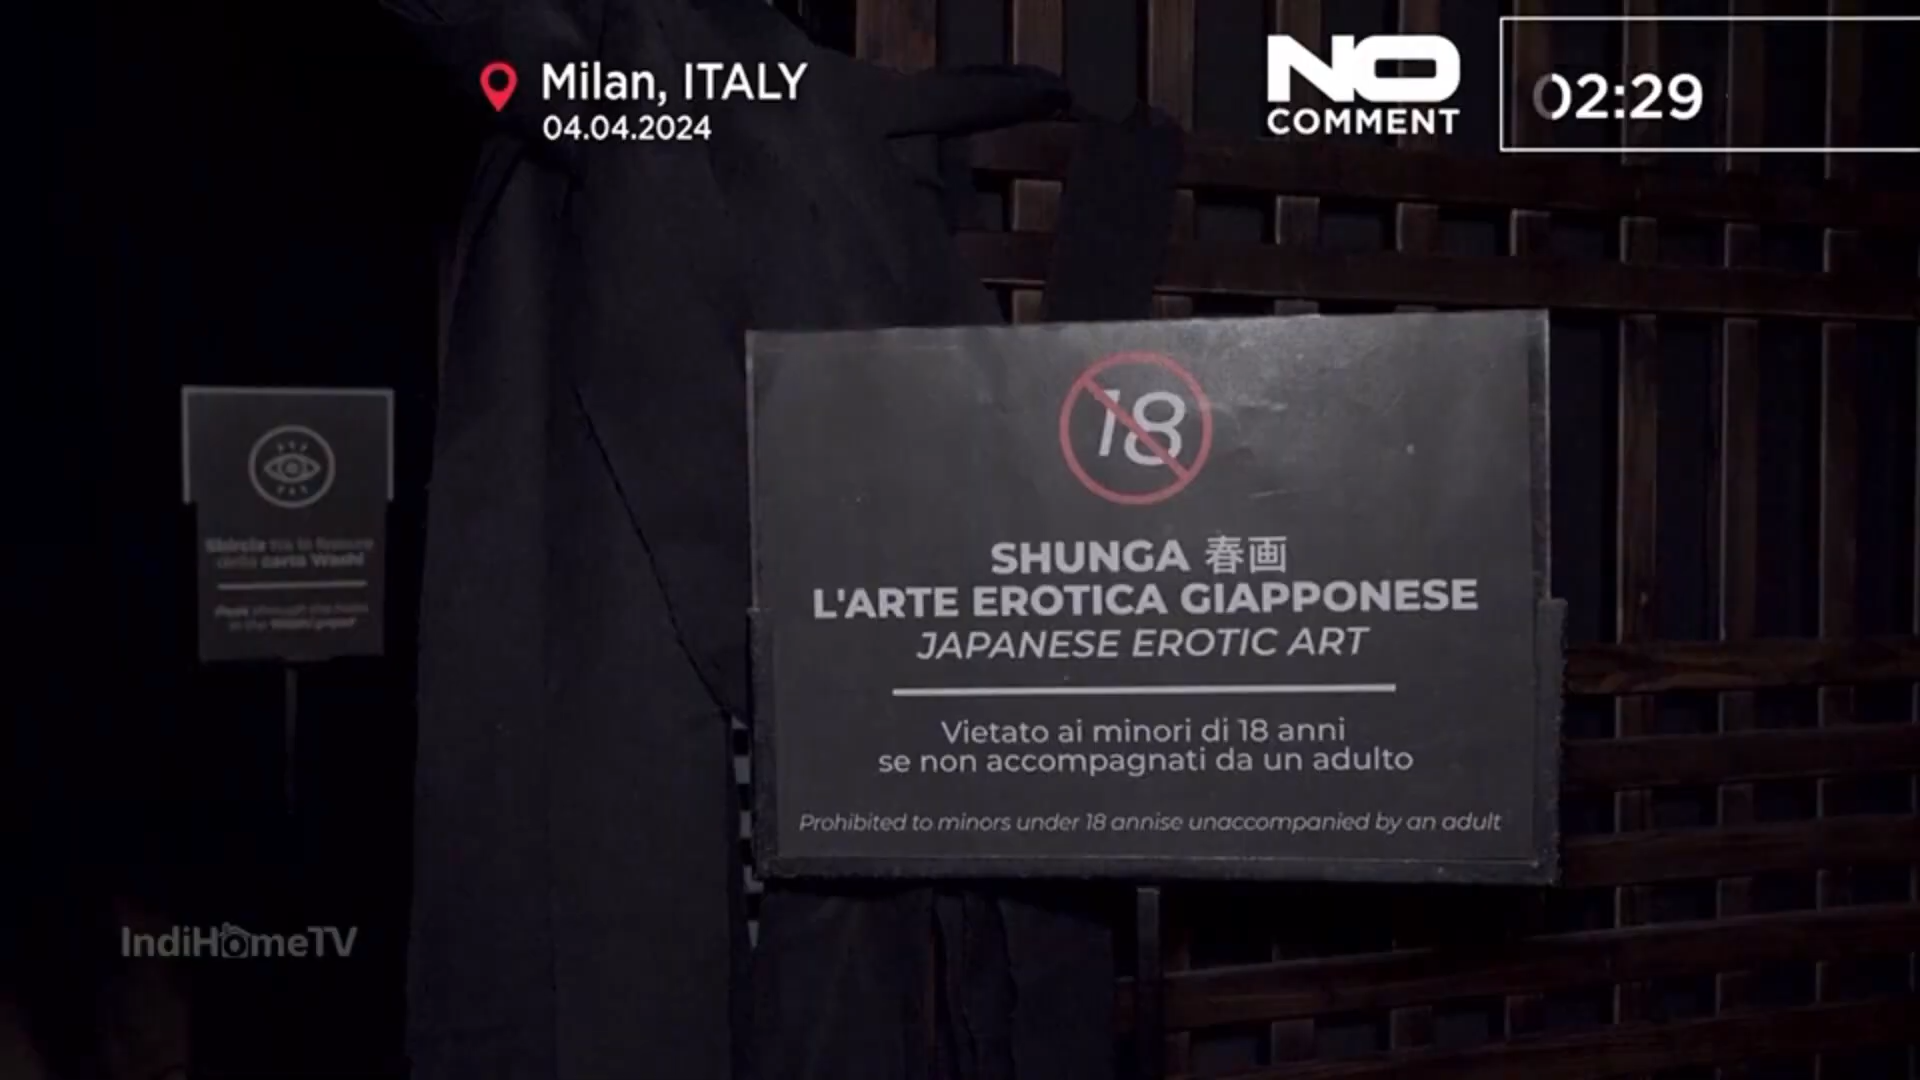 Milan, ITALY
04.04.2024
NO
COMMENT
02:29
18
SHUNGA 春画
L'ARTE EROTICA GIAPPONESE
JAPANESE EROTIC ART
Vietato ai minori di 18 anni
se non accompagnati da un adulto
Prohibited to minors under 18 annise unaccompanied by an adult
carta Washi
IndiHomeTV